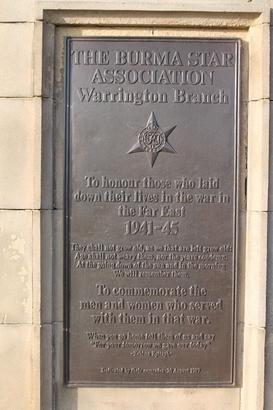 THE BURMA STAR
ASSOCIATION
Warrington Branch
To honour those who laid
down their lives in the war in
the Far East
1941-45
They shall not grow old, as we that are left grow old:
Age shall not weary them, nor the years condemn.
At the going down of the sun and in the morning
We will remember them.
To commemorate the
men and women who served
with them in that war.
When you go home tell them of us and say
"For your tomorrow we gave our today"
Dedicated by August